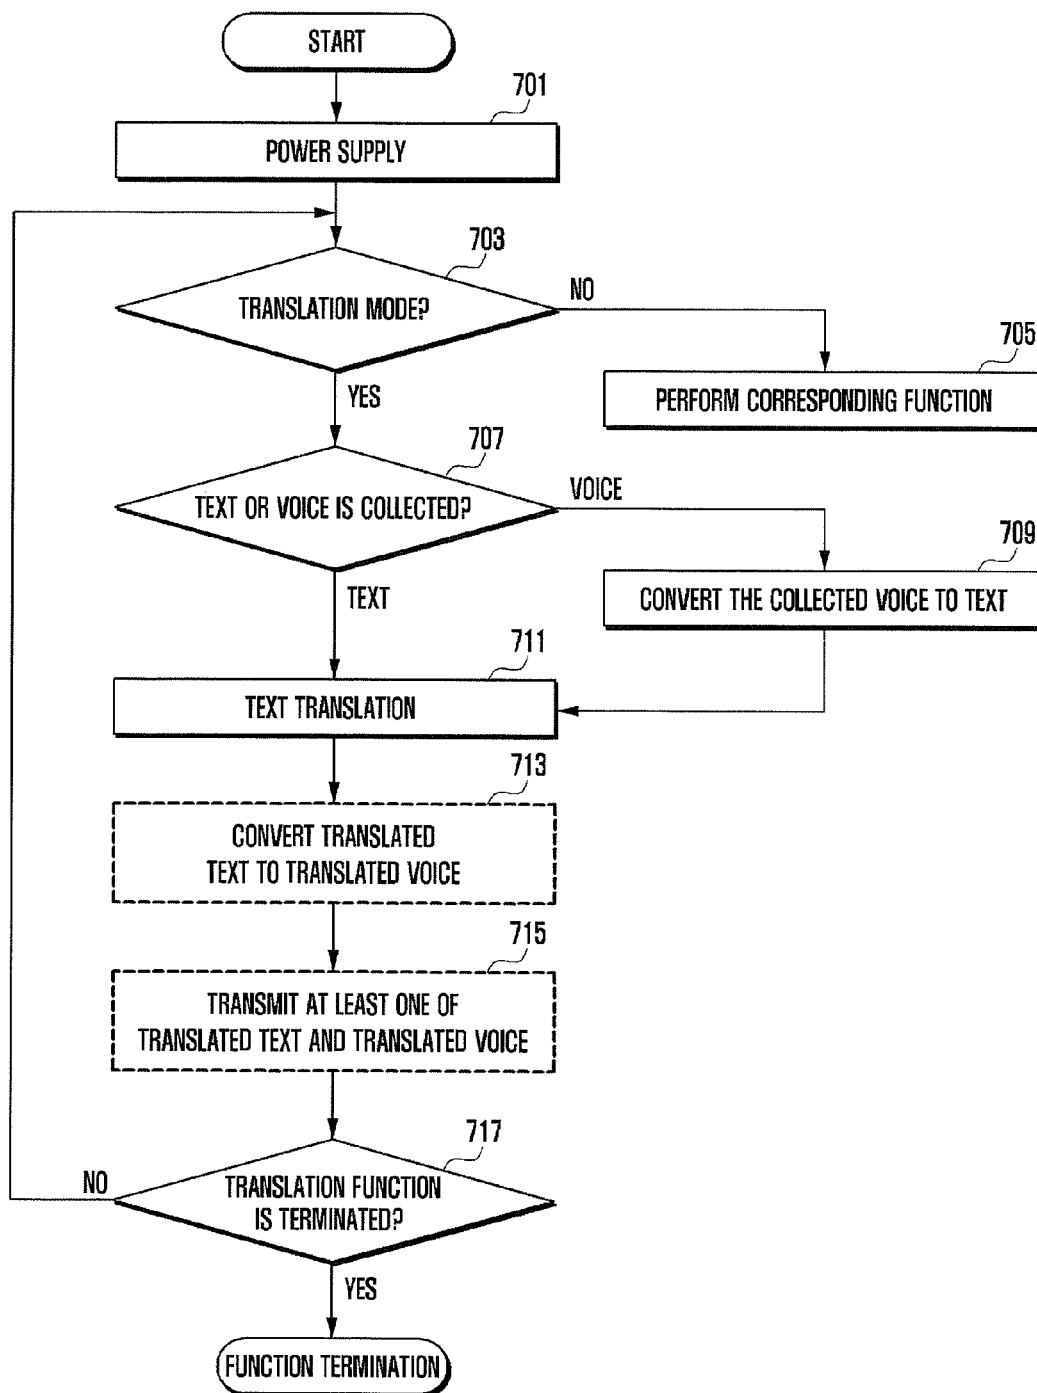 START
701
POWER SUPPLY
703
TRANSLATION MODE?
NO
705
PERFORM CORRESPONDING FUNCTION
YES
707
TEXT OR VOICE IS COLLECTED?
VOICE
709
CONVERT THE COLLECTED VOICE TO TEXT
TEXT
711
TEXT TRANSLATION
713
CONVERT TRANSLATED
TEXT TO TRANSLATED VOICE
715
TRANSMIT AT LEAST ONE OF
TRANSLATED TEXT AND TRANSLATED VOICE
717
NO
TRANSLATION FUNCTION
IS TERMINATED?
YES
FUNCTION TERMINATION